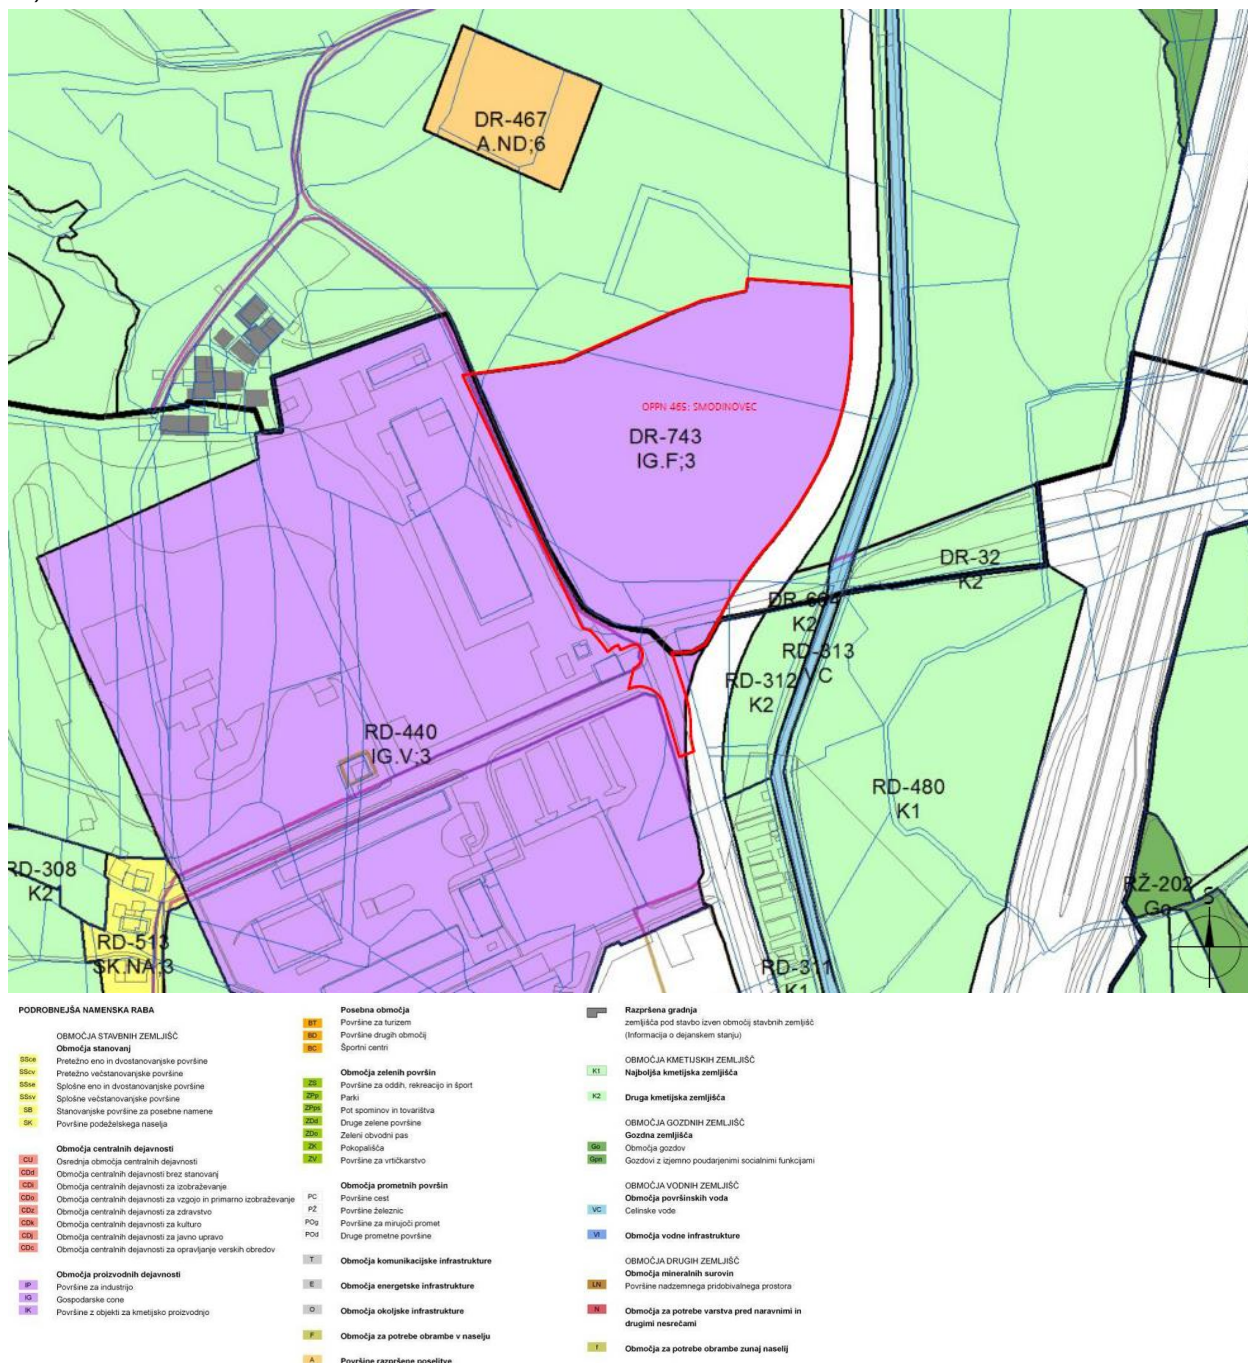 DR-467
A.ND;6
OPPN 465: SMODINOVEC
DR-743
IG.F;3
DR-32
K2
K2
RD-313
VC
RD-312
K2
RD-440
IG.V;3
RD-480
K1
RD-308
K2
RŽ-202
Go
S
RD-513
SK.NA;3
RD-311
K1
PODROBNEJŠA NAMENSKA RABA
OBMOČJA STAVBNIH ZEMLJIŠČ
Območja stanovanj
SSce Pretežno eno in dvostanovanjske površine
SScv Pretežno večstanovanjske površine
SSse Splošne eno in dvostanovanjske površine
SSsv Splošne večstanovanjske površine
SB Stanovanjske površine za posebne namene
SK Površine podeželskega naselja
Območja centralnih dejavnosti
CU Osrednja območja centralnih dejavnosti
CDd Območja centralnih dejavnosti brez stanovanj
CDi Območja centralnih dejavnosti za izobraževanje
CDo Območja centralnih dejavnosti za vzgojo in primarno izobraževanje
CDz Območja centralnih dejavnosti za zdravstvo
CDk Območja centralnih dejavnosti za kulturo
CDj Območja centralnih dejavnosti za javno upravo
CDc Območja centralnih dejavnosti za opravljanje verskih obredov
Območja proizvodnih dejavnosti
IP Površine za industrijo
IG Gospodarske cone
IK Površine z objekti za kmetijsko proizvodnjo
Posebna območja
BT Površine za turizem
BD Površine drugih območij
BC Športni centri
Območja zelenih površin
ZS Površine za oddih, rekreacijo in šport
ZPp Parki
ZPps Pot spominov in tovarištva
ZDd Druge zelene površine
ZDo Zeleni obvodni pas
ZK Pokopališča
ZV Površine za vrtičkarstvo
Območja prometnih površin
PC Površine cest
PŽ Površine železnic
POg Površine za mirujoči promet
POd Druge prometne površine
T Območja komunikacijske infrastrukture
E Območja energetske infrastrukture
O Območja okoljske infrastrukture
F Območja za potrebe obrambe v naselju
A Površine razpršene poselitve
Razpršena gradnja
zemljišča pod stavbo izven območij stavbnih zemljišč
(Informacija o dejanskem stanju)
OBMOČJA KMETIJSKIH ZEMLJIŠČ
K1 Najboljša kmetijska zemljišča
K2 Druga kmetijska zemljišča
OBMOČJA GOZDNIH ZEMLJIŠČ
Gozdna zemljišča
Go Območja gozdov
Gpn Gozdovi z izjemno poudarjenimi socialnimi funkcijami
OBMOČJA VODNIH ZEMLJIŠČ
Območja površinskih voda
VC Celinske vode
VI Območja vodne infrastrukture
OBMOČJA DRUGIH ZEMLJIŠČ
Območja mineralnih surovin
LN Površine nadzemnega pridobivalnega prostora
N Območja za potrebe varstva pred naravnimi in
drugimi nesrečami
f Območja za potrebe obrambe zunaj naselij